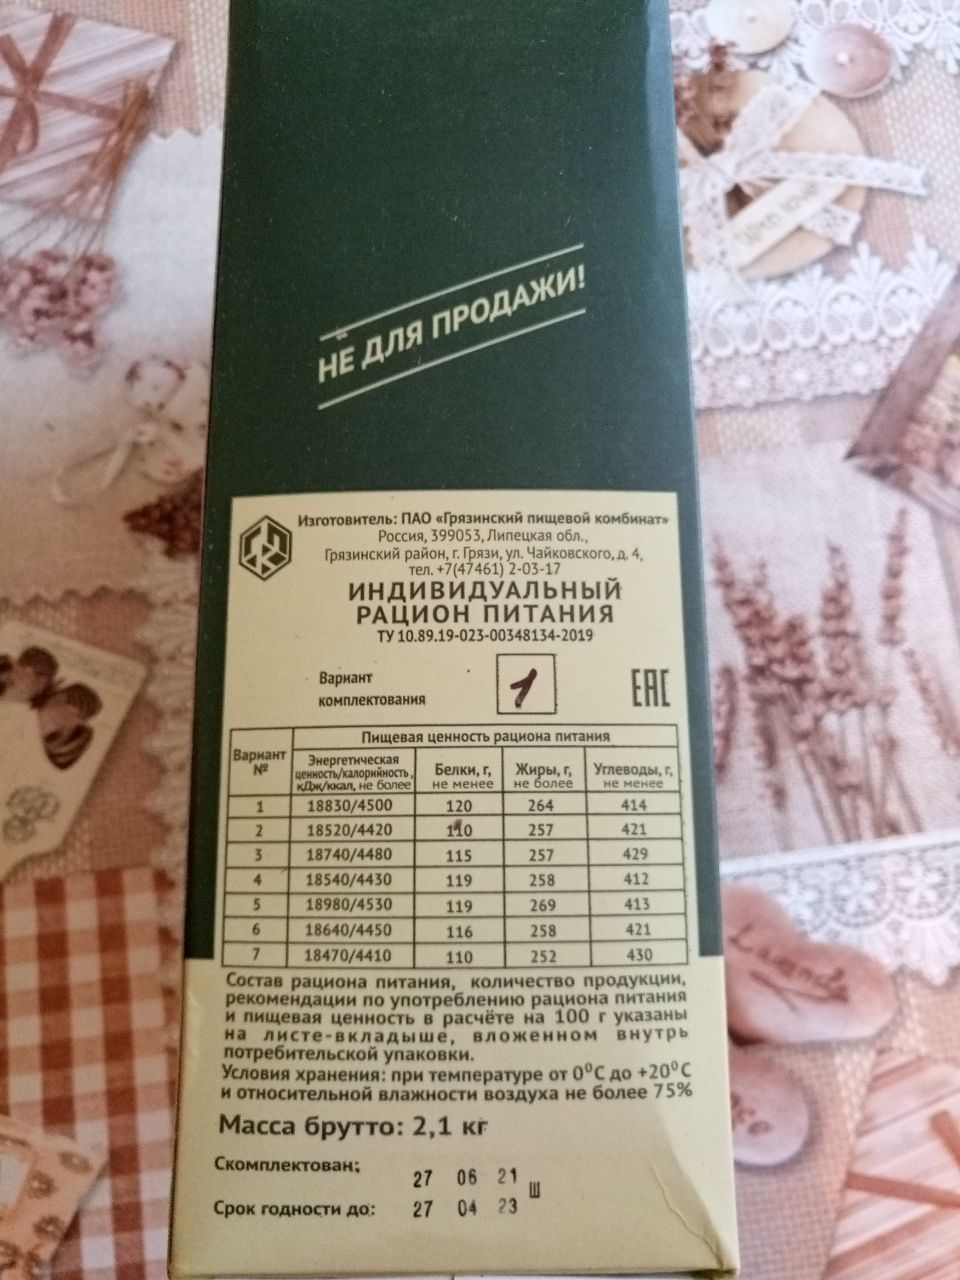 НЕ ДЛЯ ПРОДАЖИ!
Изготовитель: ПАО «Грязинский пищевой комбинат»
Россия, 399053, Липецкая обл.,
Грязинский район, г. Грязи, ул. Чайковского, д. 4,
тел. +7(47461) 2-03-17
ИНДИВИДУАЛЬНЫЙ
РАЦИОН ПИТАНИЯ
ТУ 10.89.19-023-00348134-2019
Вариант
комплектования
1
ЕАС
Вариант №
Пищевая ценность рациона питания
Энергетическая ценность/калорийность, кДж/ккал, не более
Белки, г, не менее
Жиры, г, не более
Углеводы, г, не менее
1 18830/4500 120 264 414
2 18520/4420 110 257 421
3 18740/4480 115 257 429
4 18540/4430 119 258 412
5 18980/4530 119 269 413
6 18640/4450 116 258 421
7 18470/4410 110 252 430
Состав рациона питания, количество продукции,
рекомендации по употреблению рациона питания
и пищевая ценность в расчёте на 100 г указаны
на листе-вкладыше, вложенном внутрь
потребительской упаковки.
Условия хранения: при температуре от 0⁰С до +20⁰С
и относительной влажности воздуха не более 75%
Масса брутто: 2,1 кг
Скомплектован: 27 06 21
Ш
Срок годности до: 27 04 23